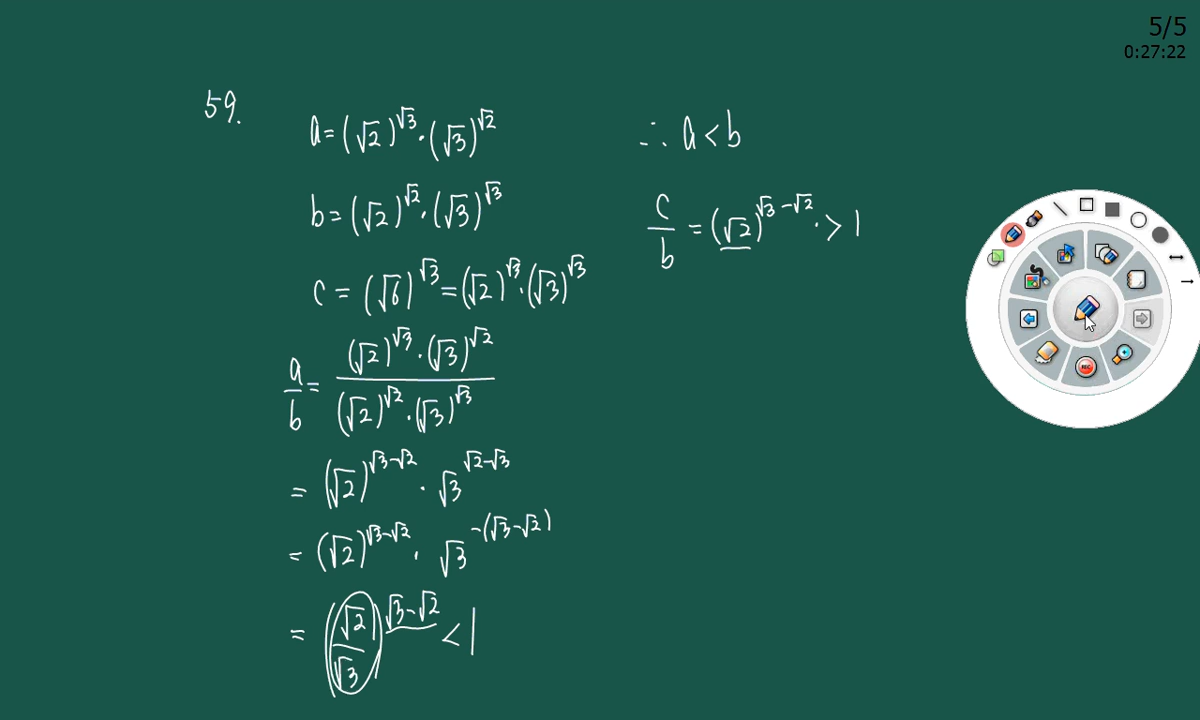 5/5
0:27:22
59.
a=(√2)^√3·(√3)^√2
b=(√2)^√2·(√3)^√3
c=(√6)^√3=(√2)^√3·(√3)^√3
a/b=((√2)^√3·(√3)^√2)/((√2)^√2·(√3)^√3)
=(√2)^(√3-√2)·√3^(√2-√3)
=(√2)^(√3-√2)·√3^(-(√3-√2))
=(√2/√3)^(√3-√2)<1
∴ a<b
c/b=(√2)^(√3-√2)·>1
REC